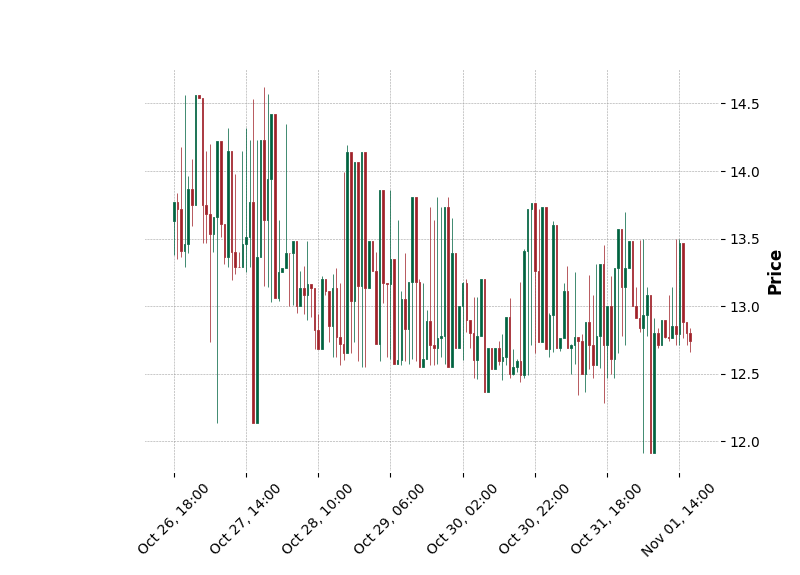 14.5
14.0
13.5
13.0
12.5
12.0
Price
Oct 26, 18:00
Oct 27, 14:00
Oct 28, 10:00
Oct 29, 06:00
Oct 30, 02:00
Oct 30, 22:00
Oct 31, 18:00
Nov 01, 14:00